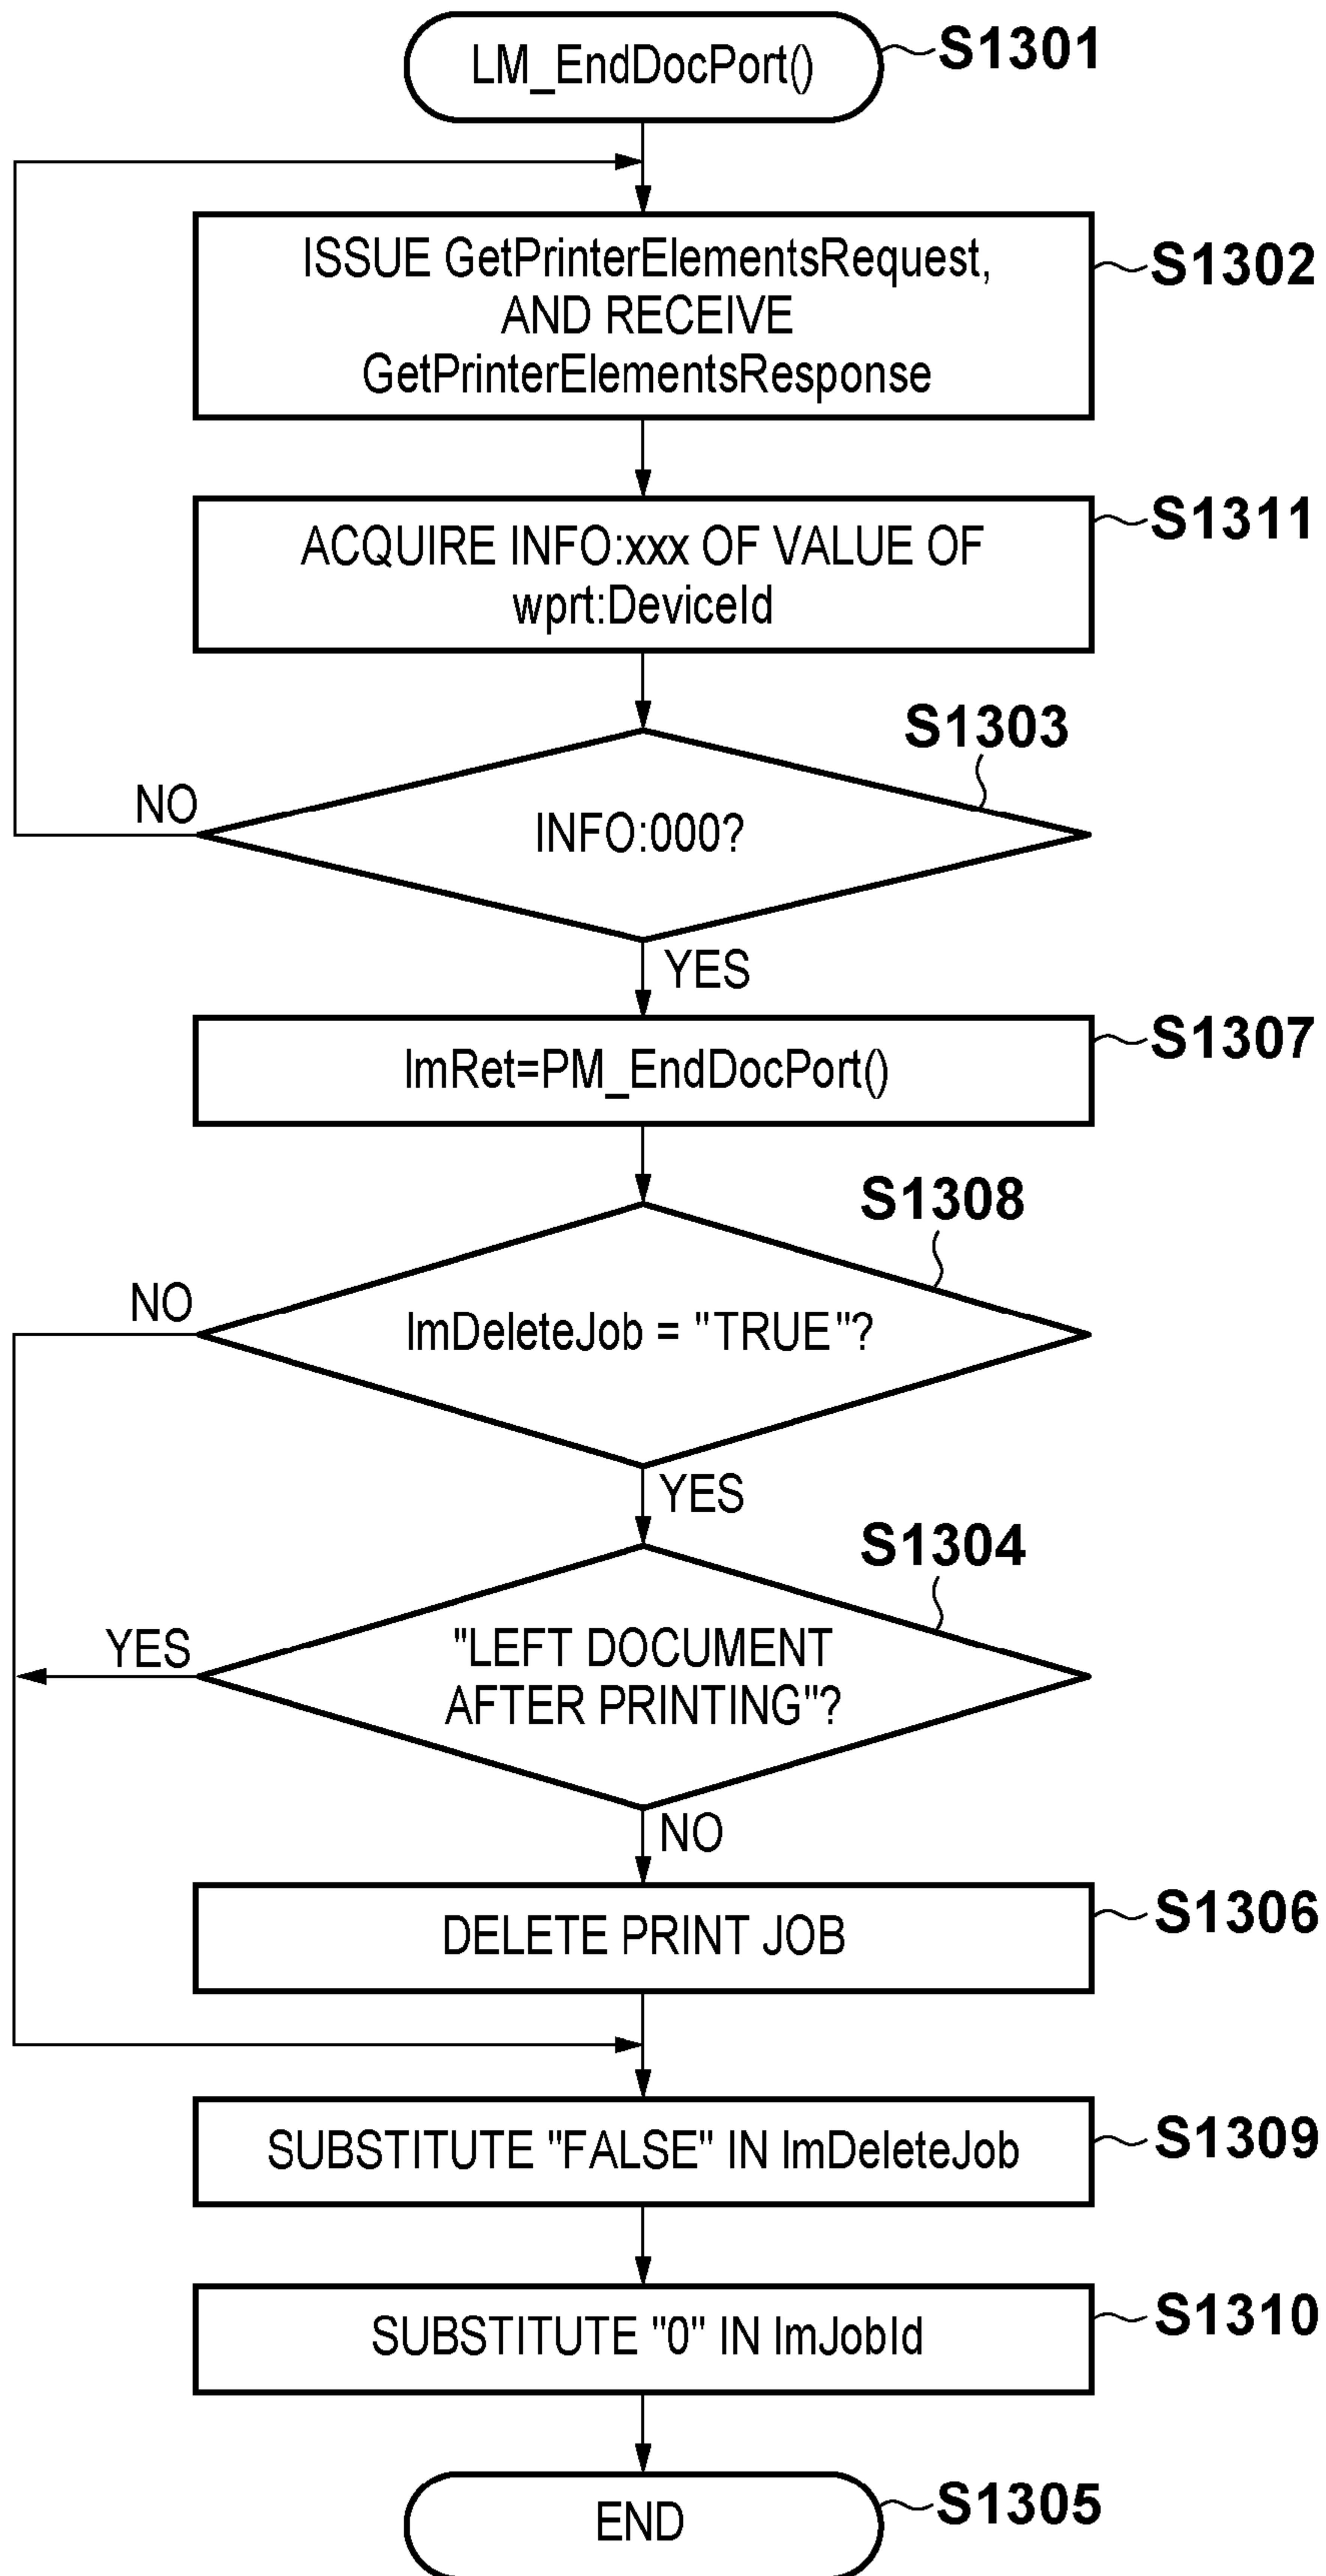 LM_EndDocPort()
S1301
ISSUE GetPrinterElementsRequest,
AND RECEIVE
GetPrinterElementsResponse
S1302
ACQUIRE INFO:xxx OF VALUE OF
wprt:DeviceId
S1311
S1303
NO
INFO:000?
YES
lmRet=PM_EndDocPort()
S1307
S1308
NO
lmDeleteJob = "TRUE"?
YES
S1304
YES
"LEFT DOCUMENT
AFTER PRINTING"?
NO
DELETE PRINT JOB
S1306
SUBSTITUTE "FALSE" IN lmDeleteJob
S1309
SUBSTITUTE "0" IN lmJobId
S1310
END
S1305